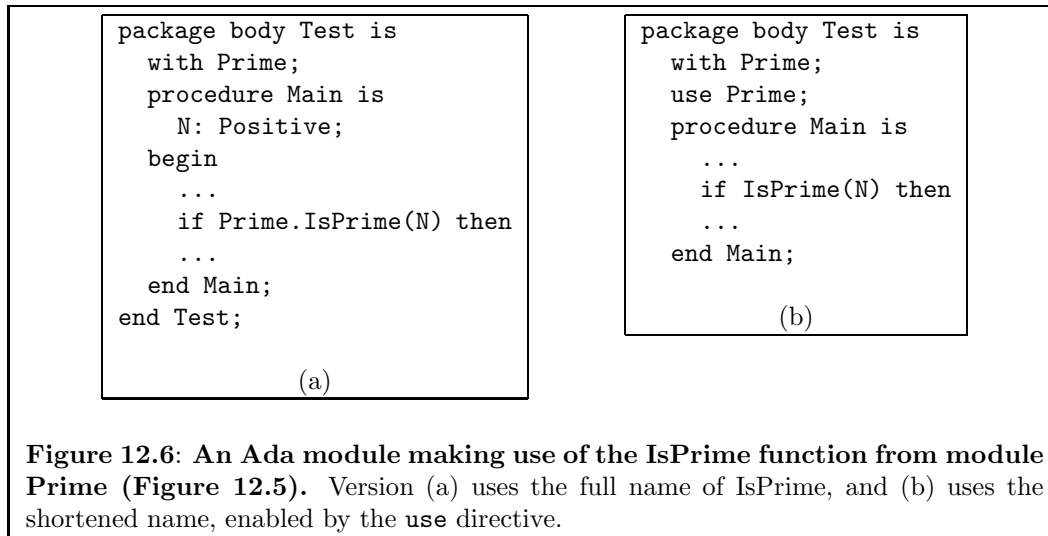 package body Test is
with Prime;
procedure Main is
N: Positive;
begin
...
if Prime.IsPrime(N) then
...
end Main;
end Test;
(a)
package body Test is
with Prime;
use Prime;
procedure Main is
...
if IsPrime(N) then
...
end Main;
(b)
Figure 12.6: An Ada module making use of the IsPrime function from module
Prime (Figure 12.5). Version (a) uses the full name of IsPrime, and (b) uses the
shortened name, enabled by the use directive.